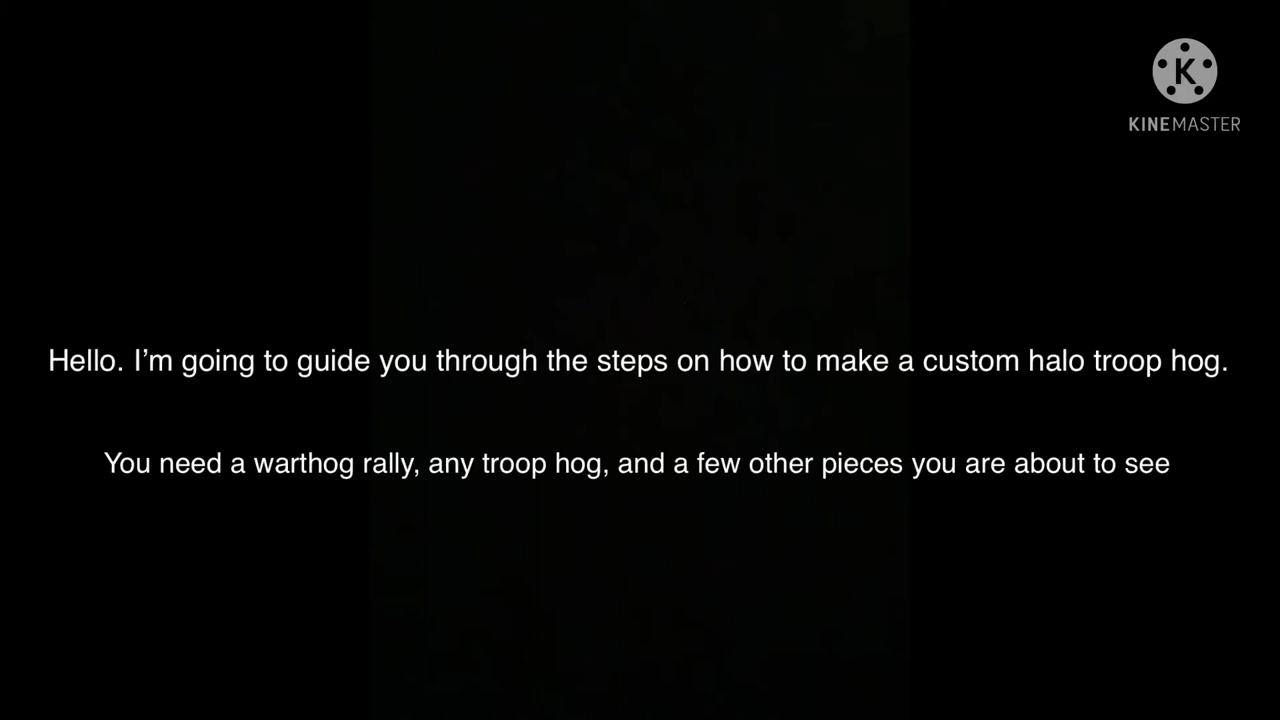 K
KINEMASTER
Hello. I’m going to guide you through the steps on how to make a custom halo troop hog.
You need a warthog rally, any troop hog, and a few other pieces you are about to see